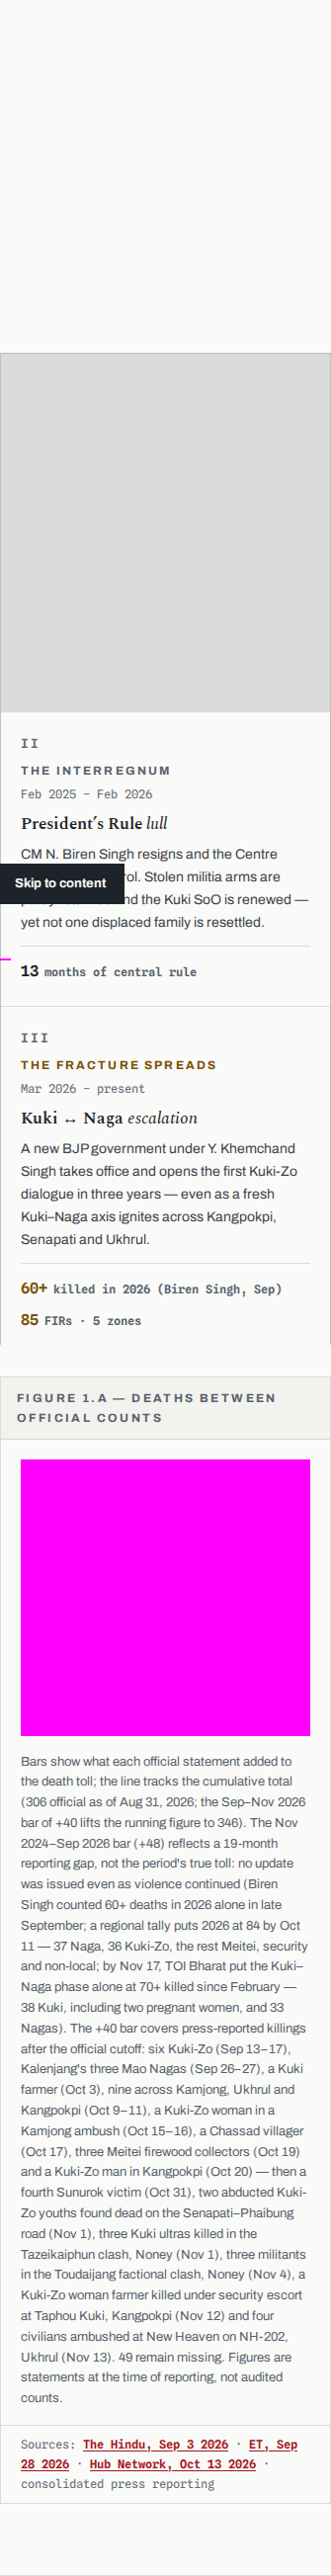 II
THE INTERREGNUM
Feb 2025 – Feb 2026
President's Rule lull
CM N. Biren Singh resigns and the Centre
Skip to content
rol. Stolen militia arms are
nd the Kuki SoO is renewed —
yet not one displaced family is resettled.
13 months of central rule
III
THE FRACTURE SPREADS
Mar 2026 – present
Kuki ↔ Naga escalation
A new BJP government under Y. Khemchand
Singh takes office and opens the first Kuki-Zo
dialogue in three years — even as a fresh
Kuki–Naga axis ignites across Kangpokpi,
Senapati and Ukhrul.
60+ killed in 2026 (Biren Singh, Sep)
85 FIRs · 5 zones
FIGURE 1.A — DEATHS BETWEEN
OFFICIAL COUNTS
Bars show what each official statement added to
the death toll; the line tracks the cumulative total
(306 official as of Aug 31, 2026; the Sep–Nov 2026
bar of +40 lifts the running figure to 346). The Nov
2024–Sep 2026 bar (+48) reflects a 19-month
reporting gap, not the period's true toll: no update
was issued even as violence continued (Biren
Singh counted 60+ deaths in 2026 alone in late
September; a regional tally puts 2026 at 84 by Oct
11 — 37 Naga, 36 Kuki-Zo, the rest Meitei, security
and non-local; by Nov 17, TOI Bharat put the Kuki–
Naga phase alone at 70+ killed since February —
38 Kuki, including two pregnant women, and 33
Nagas). The +40 bar covers press-reported killings
after the official cutoff: six Kuki-Zo (Sep 13–17),
Kalenjang's three Mao Nagas (Sep 26–27), a Kuki
farmer (Oct 3), nine across Kamjong, Ukhrul and
Kangpokpi (Oct 9–11), a Kuki-Zo woman in a
Kamjong ambush (Oct 15–16), a Chassad villager
(Oct 17), three Meitei firewood collectors (Oct 19)
and a Kuki-Zo man in Kangpokpi (Oct 20) — then a
fourth Sunurok victim (Oct 31), two abducted Kuki-
Zo youths found dead on the Senapati–Phaibung
road (Nov 1), three Kuki ultras killed in the
Tazeikaiphun clash, Noney (Nov 1), three militants
in the Toudaijang factional clash, Noney (Nov 4), a
Kuki-Zo woman farmer killed under security escort
at Taphou Kuki, Kangpokpi (Nov 12) and four
civilians ambushed at New Heaven on NH-202,
Ukhrul (Nov 13). 49 remain missing. Figures are
statements at the time of reporting, not audited
counts.
Sources: The Hindu, Sep 3 2026 · ET, Sep
28 2026 · Hub Network, Oct 13 2026 ·
consolidated press reporting